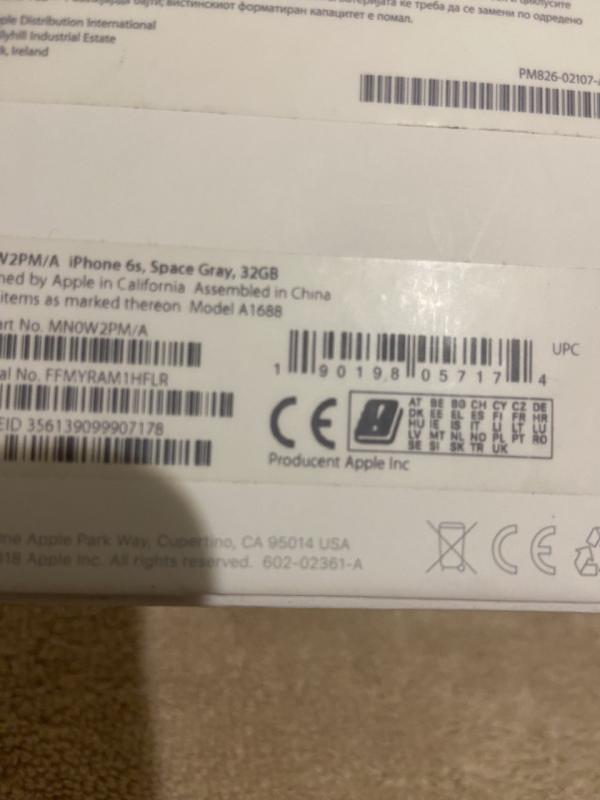 вистинскиот форматиран капацитет е помал.
ќе треба да се замени по одредено
ple Distribution International
llyhill Industrial Estate
k, Ireland
PM826-02107-
W2PM/A iPhone 6s, Space Gray, 32GB
ned by Apple in California Assembled in China
items as marked thereon Model A1688
art No. MN0W2PM/A
al No. FFMYRAM1HFLR
EID 356139099907178
1 90198 05717 4
UPC
CE
AT BE BG CH CY CZ DE
DK EE EL ES FI FR HR
HU IE IS IT LI LT LU
LV MT NL NO PL PT RO
SE SI SK TR UK
Producent Apple Inc
One Apple Park Way, Cupertino, CA 95014 USA
018 Apple Inc. All rights reserved. 602-02361-A
CE